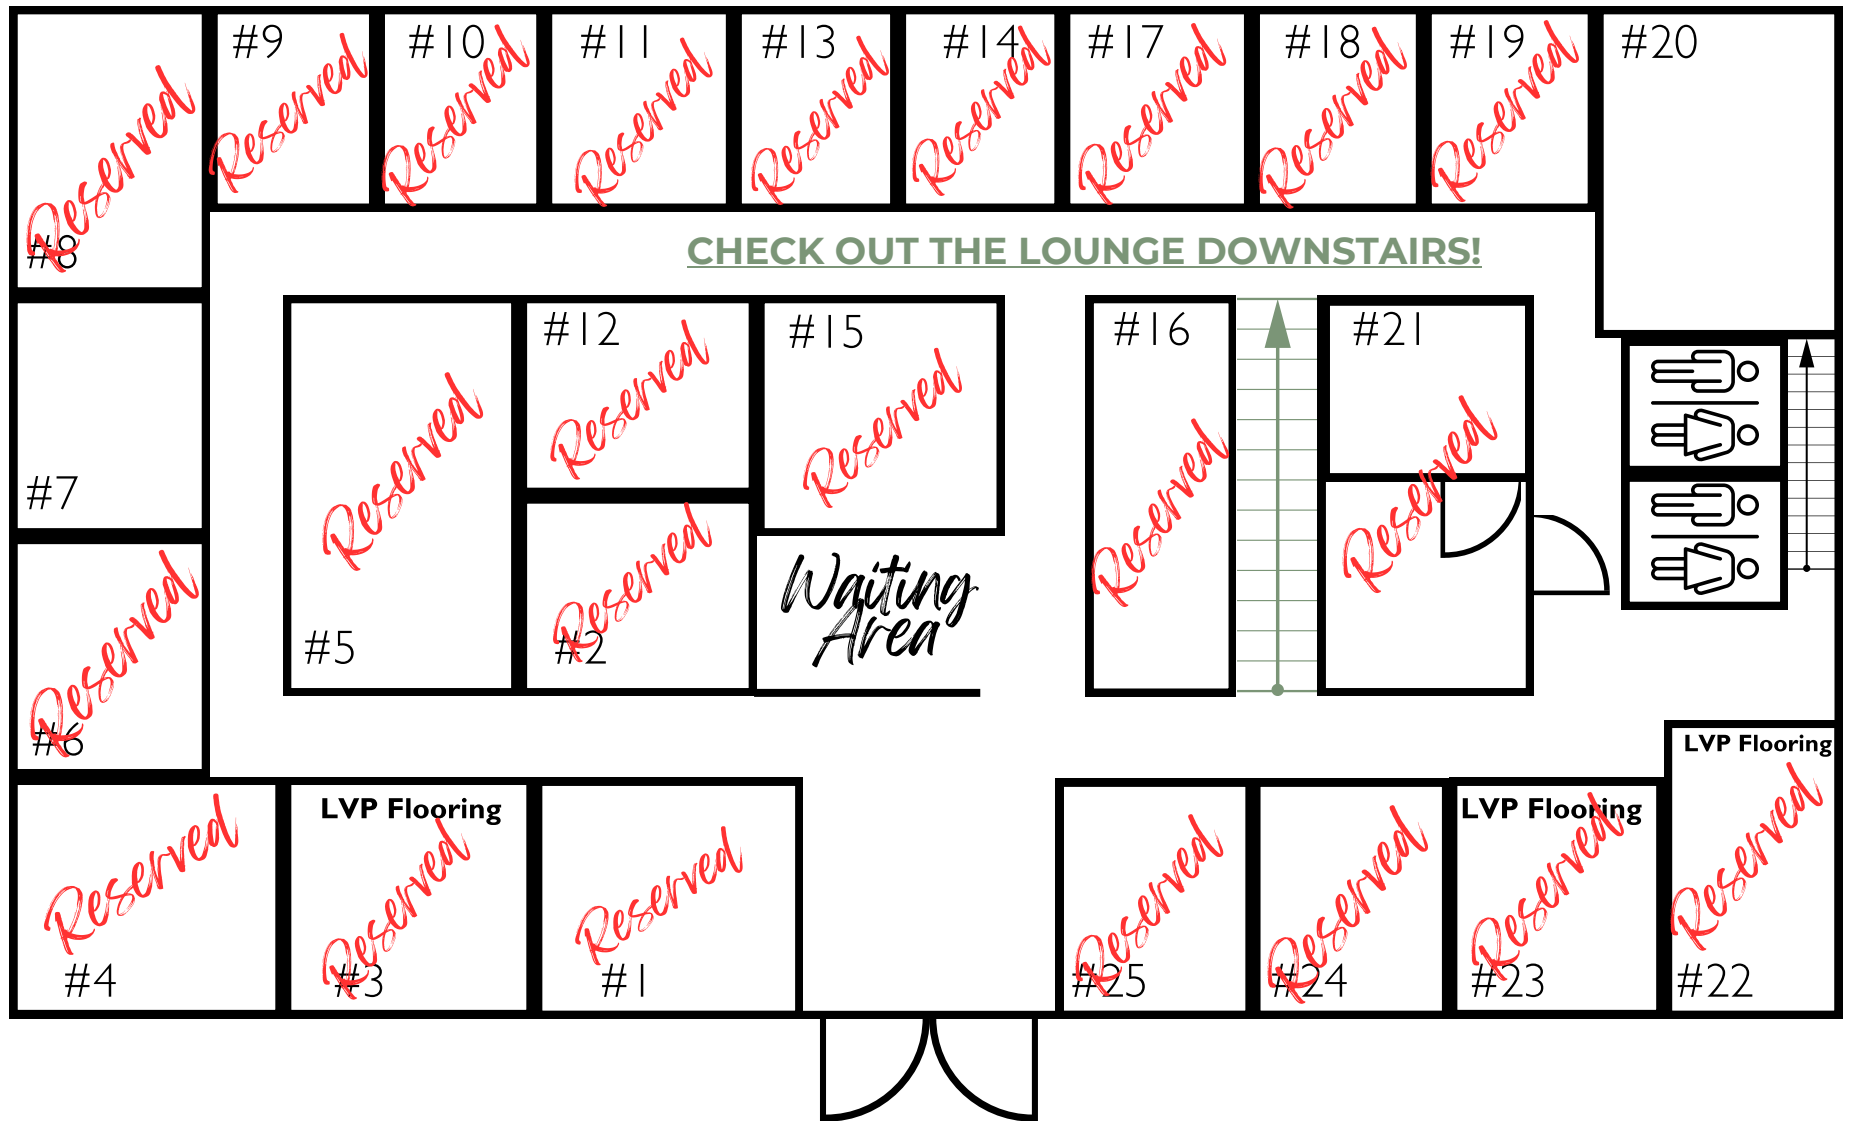 #9
Reserved
#10
Reserved
#11
Reserved
#13
Reserved
#14
Reserved
#17
Reserved
#18
Reserved
#19
Reserved
#20
Reserved
#8
CHECK OUT THE LOUNGE DOWNSTAIRS!
#7
Reserved
#5
#12
Reserved
#15
Reserved
Reserved
#2
Waiting
Area
#16
Reserved
#21
Reserved
Reserved
#6
Reserved
#4
LVP Flooring
Reserved
#3
Reserved
#1
Reserved
#25
Reserved
#24
LVP Flooring
Reserved
#23
LVP Flooring
Reserved
#22